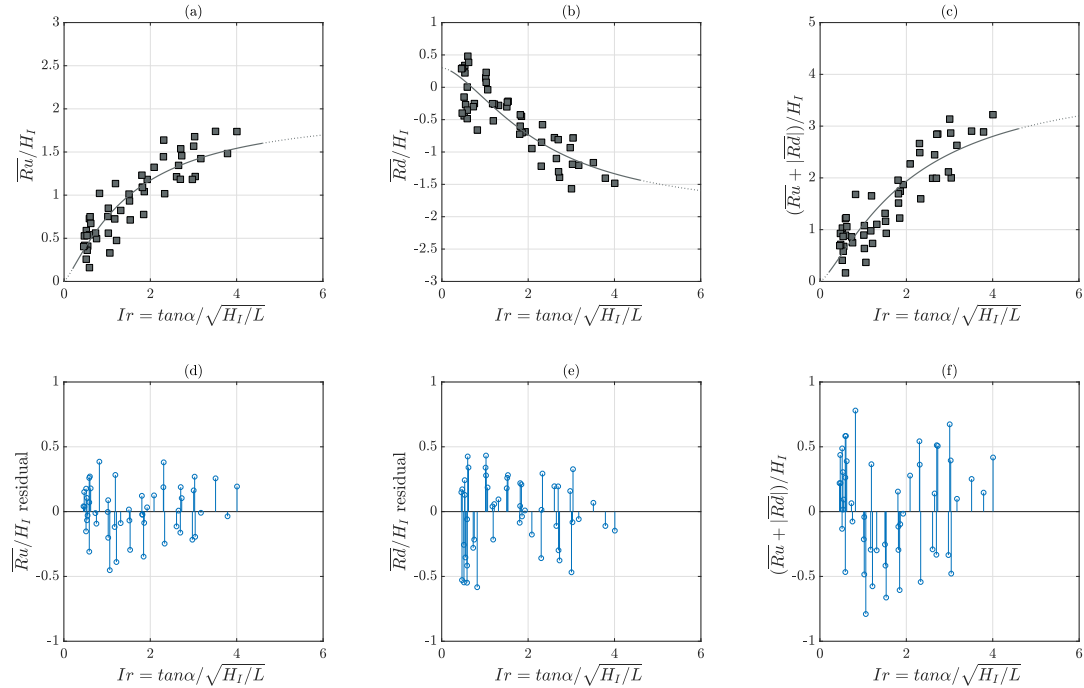 (a)
3
2.5
2
1.5
1
0.5
0
0 2 4 6
$\overline{Ru}/H_I$
$Ir = tan\alpha/\sqrt{H_I/L}$
(b)
1
0.5
0
-0.5
-1
-1.5
-2
-2.5
-3
0 2 4 6
$\overline{Rd}/H_I$
$Ir = tan\alpha/\sqrt{H_I/L}$
(c)
5
4
3
2
1
0
0 2 4 6
$(\overline{Ru} + |\overline{Rd}|)/H_I$
$Ir = tan\alpha/\sqrt{H_I/L}$
(d)
1
0.5
0
-0.5
-1
0 2 4 6
$\overline{Ru}/H_I$ residual
$Ir = tan\alpha/\sqrt{H_I/L}$
(e)
1
0.5
0
-0.5
-1
0 2 4 6
$\overline{Rd}/H_I$ residual
$Ir = tan\alpha/\sqrt{H_I/L}$
(f)
1
0.5
0
-0.5
-1
0 2 4 6
$(\overline{Ru} + |\overline{Rd}|)/H_I$
$Ir = tan\alpha/\sqrt{H_I/L}$